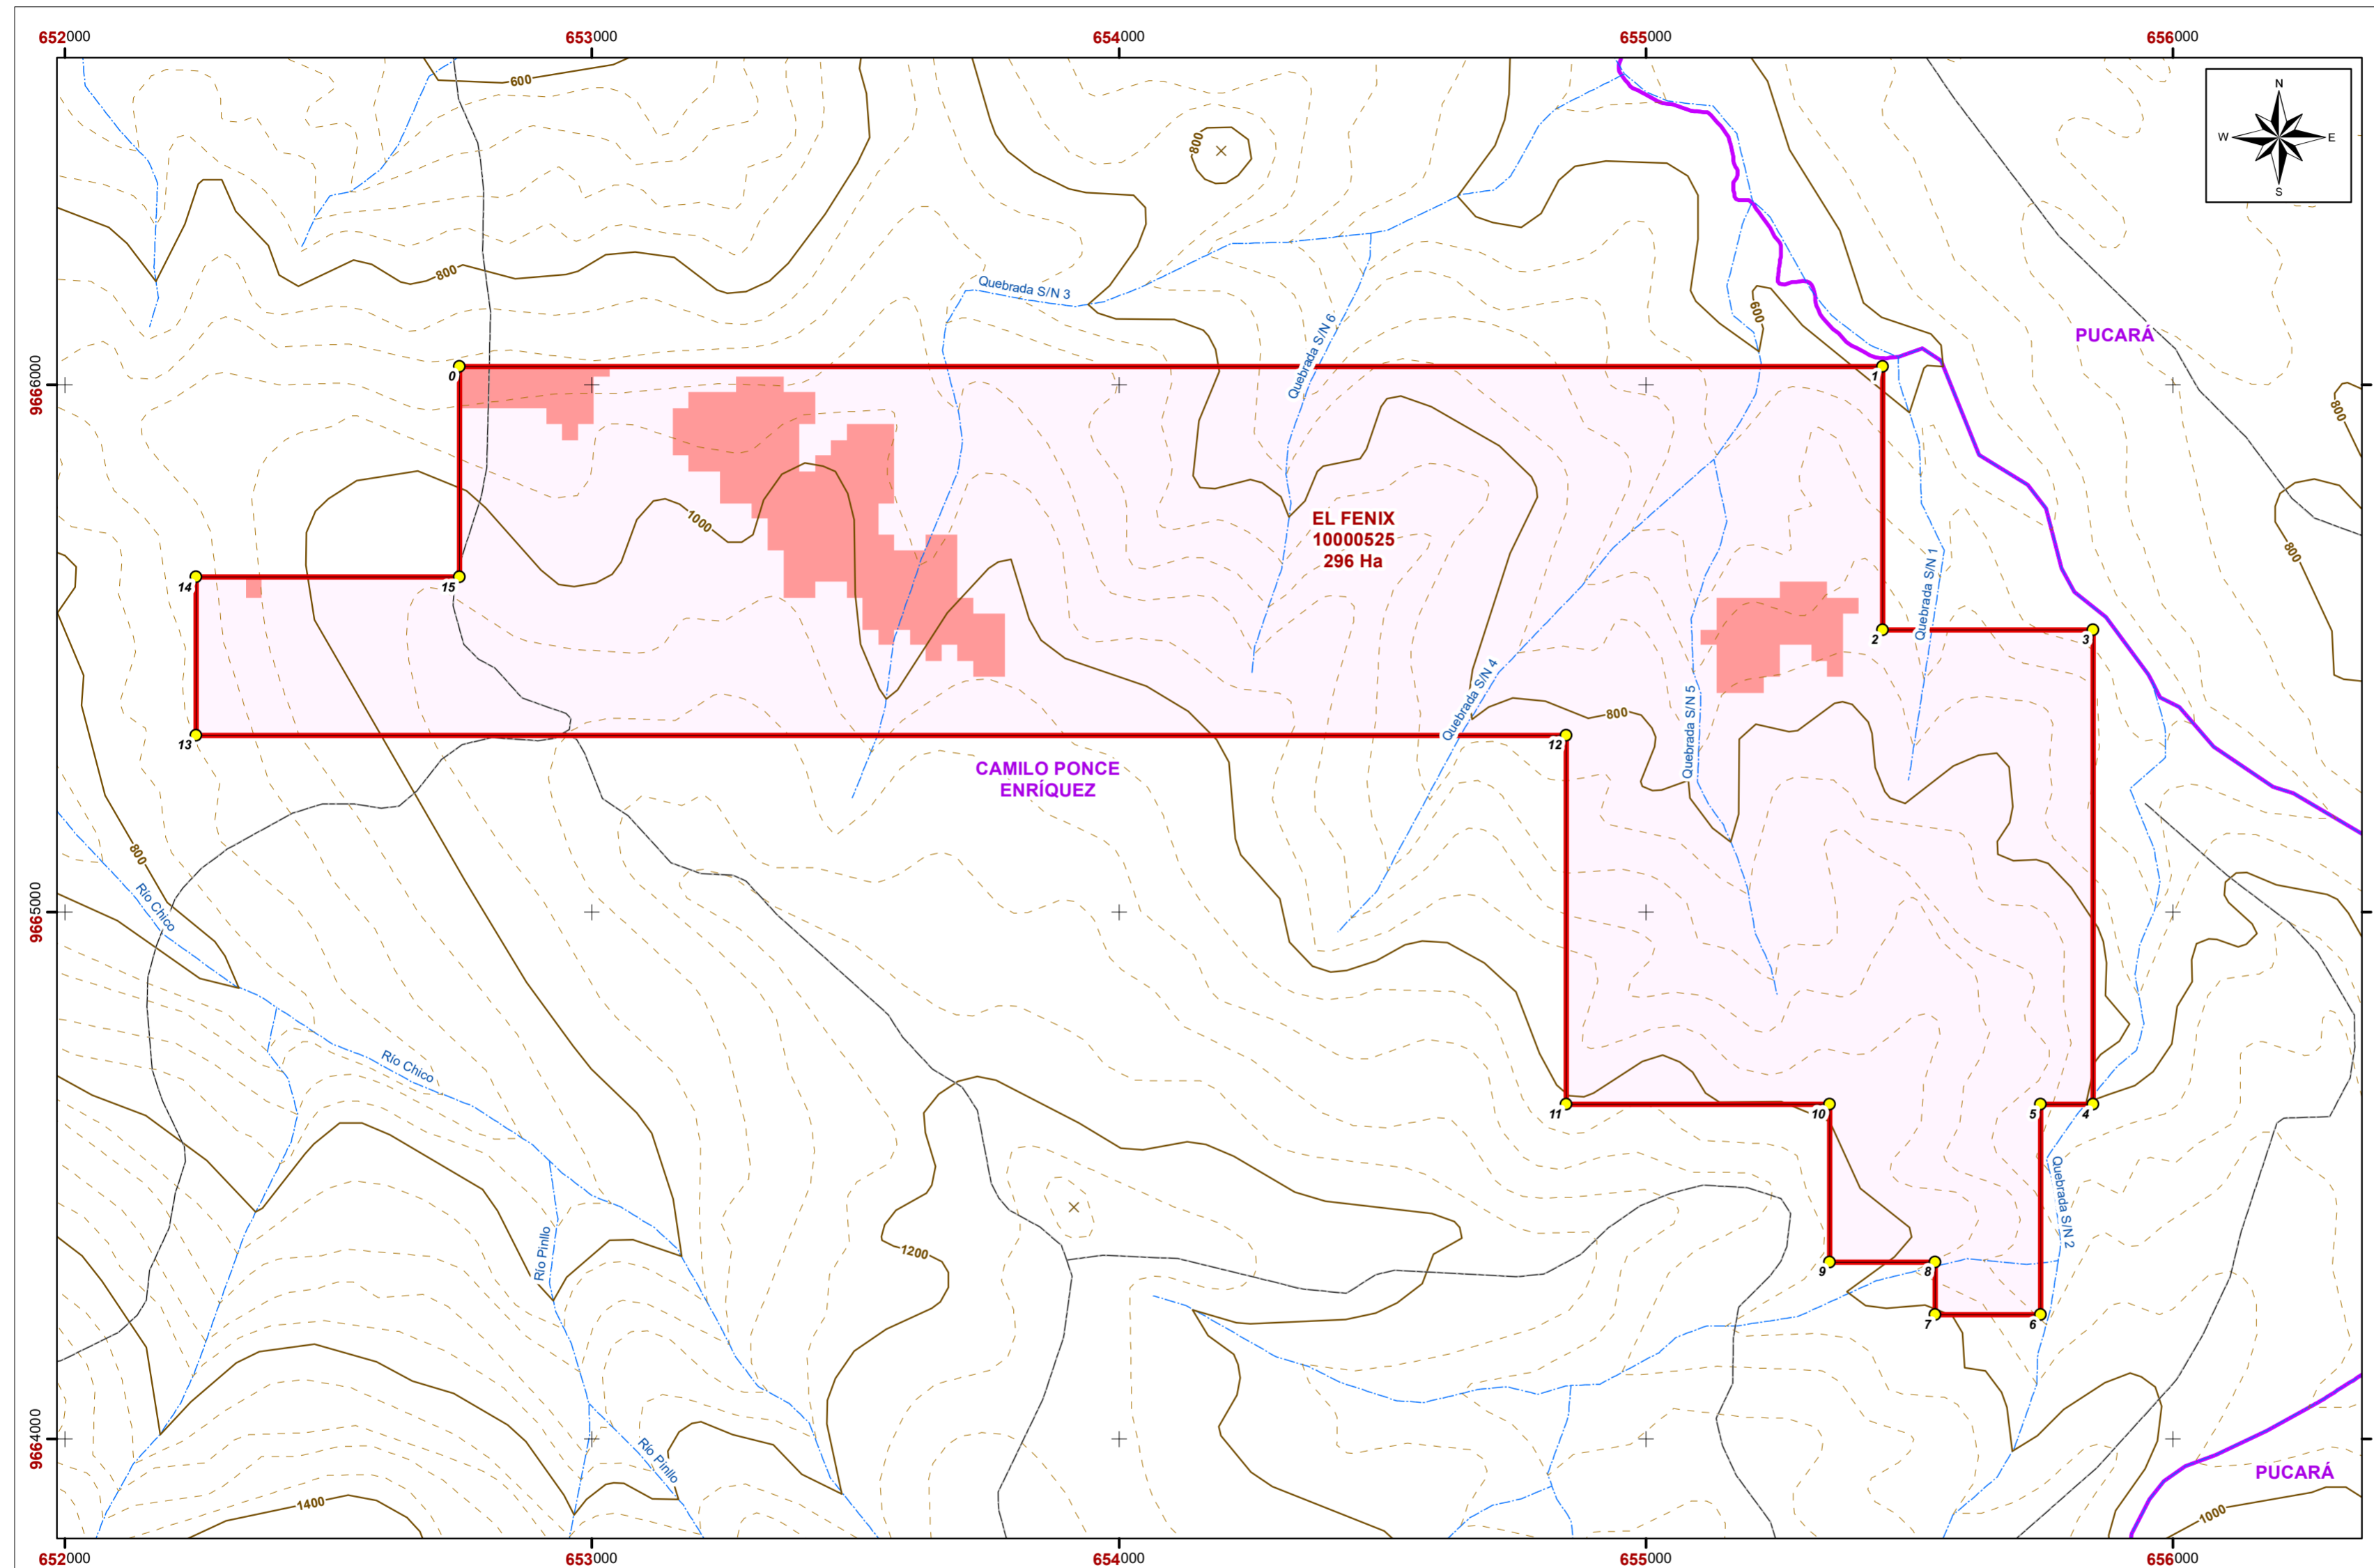 652000 653000 654000 655000 656000
600
N
W E
S
800
800
Quebrada S/N 3
600
Quebrada S/N 6
PUCARÁ
9666000
0
1
800
1000
EL FENIX
10000525
296 Ha
800
14
15
Quebrada S/N 1
2
3
Quebrada S/N 4
Quebrada S/N 5
800
13
12
CAMILO PONCE
ENRÍQUEZ
800
Río Chico
9665000
Río Chico
11
10
5
4
Quebrada S/N 2
Río Pinllo
1200
9
8
7
6
9664000
Río Pinllo
PUCARÁ
1400
1000
652000 653000 654000 655000 656000